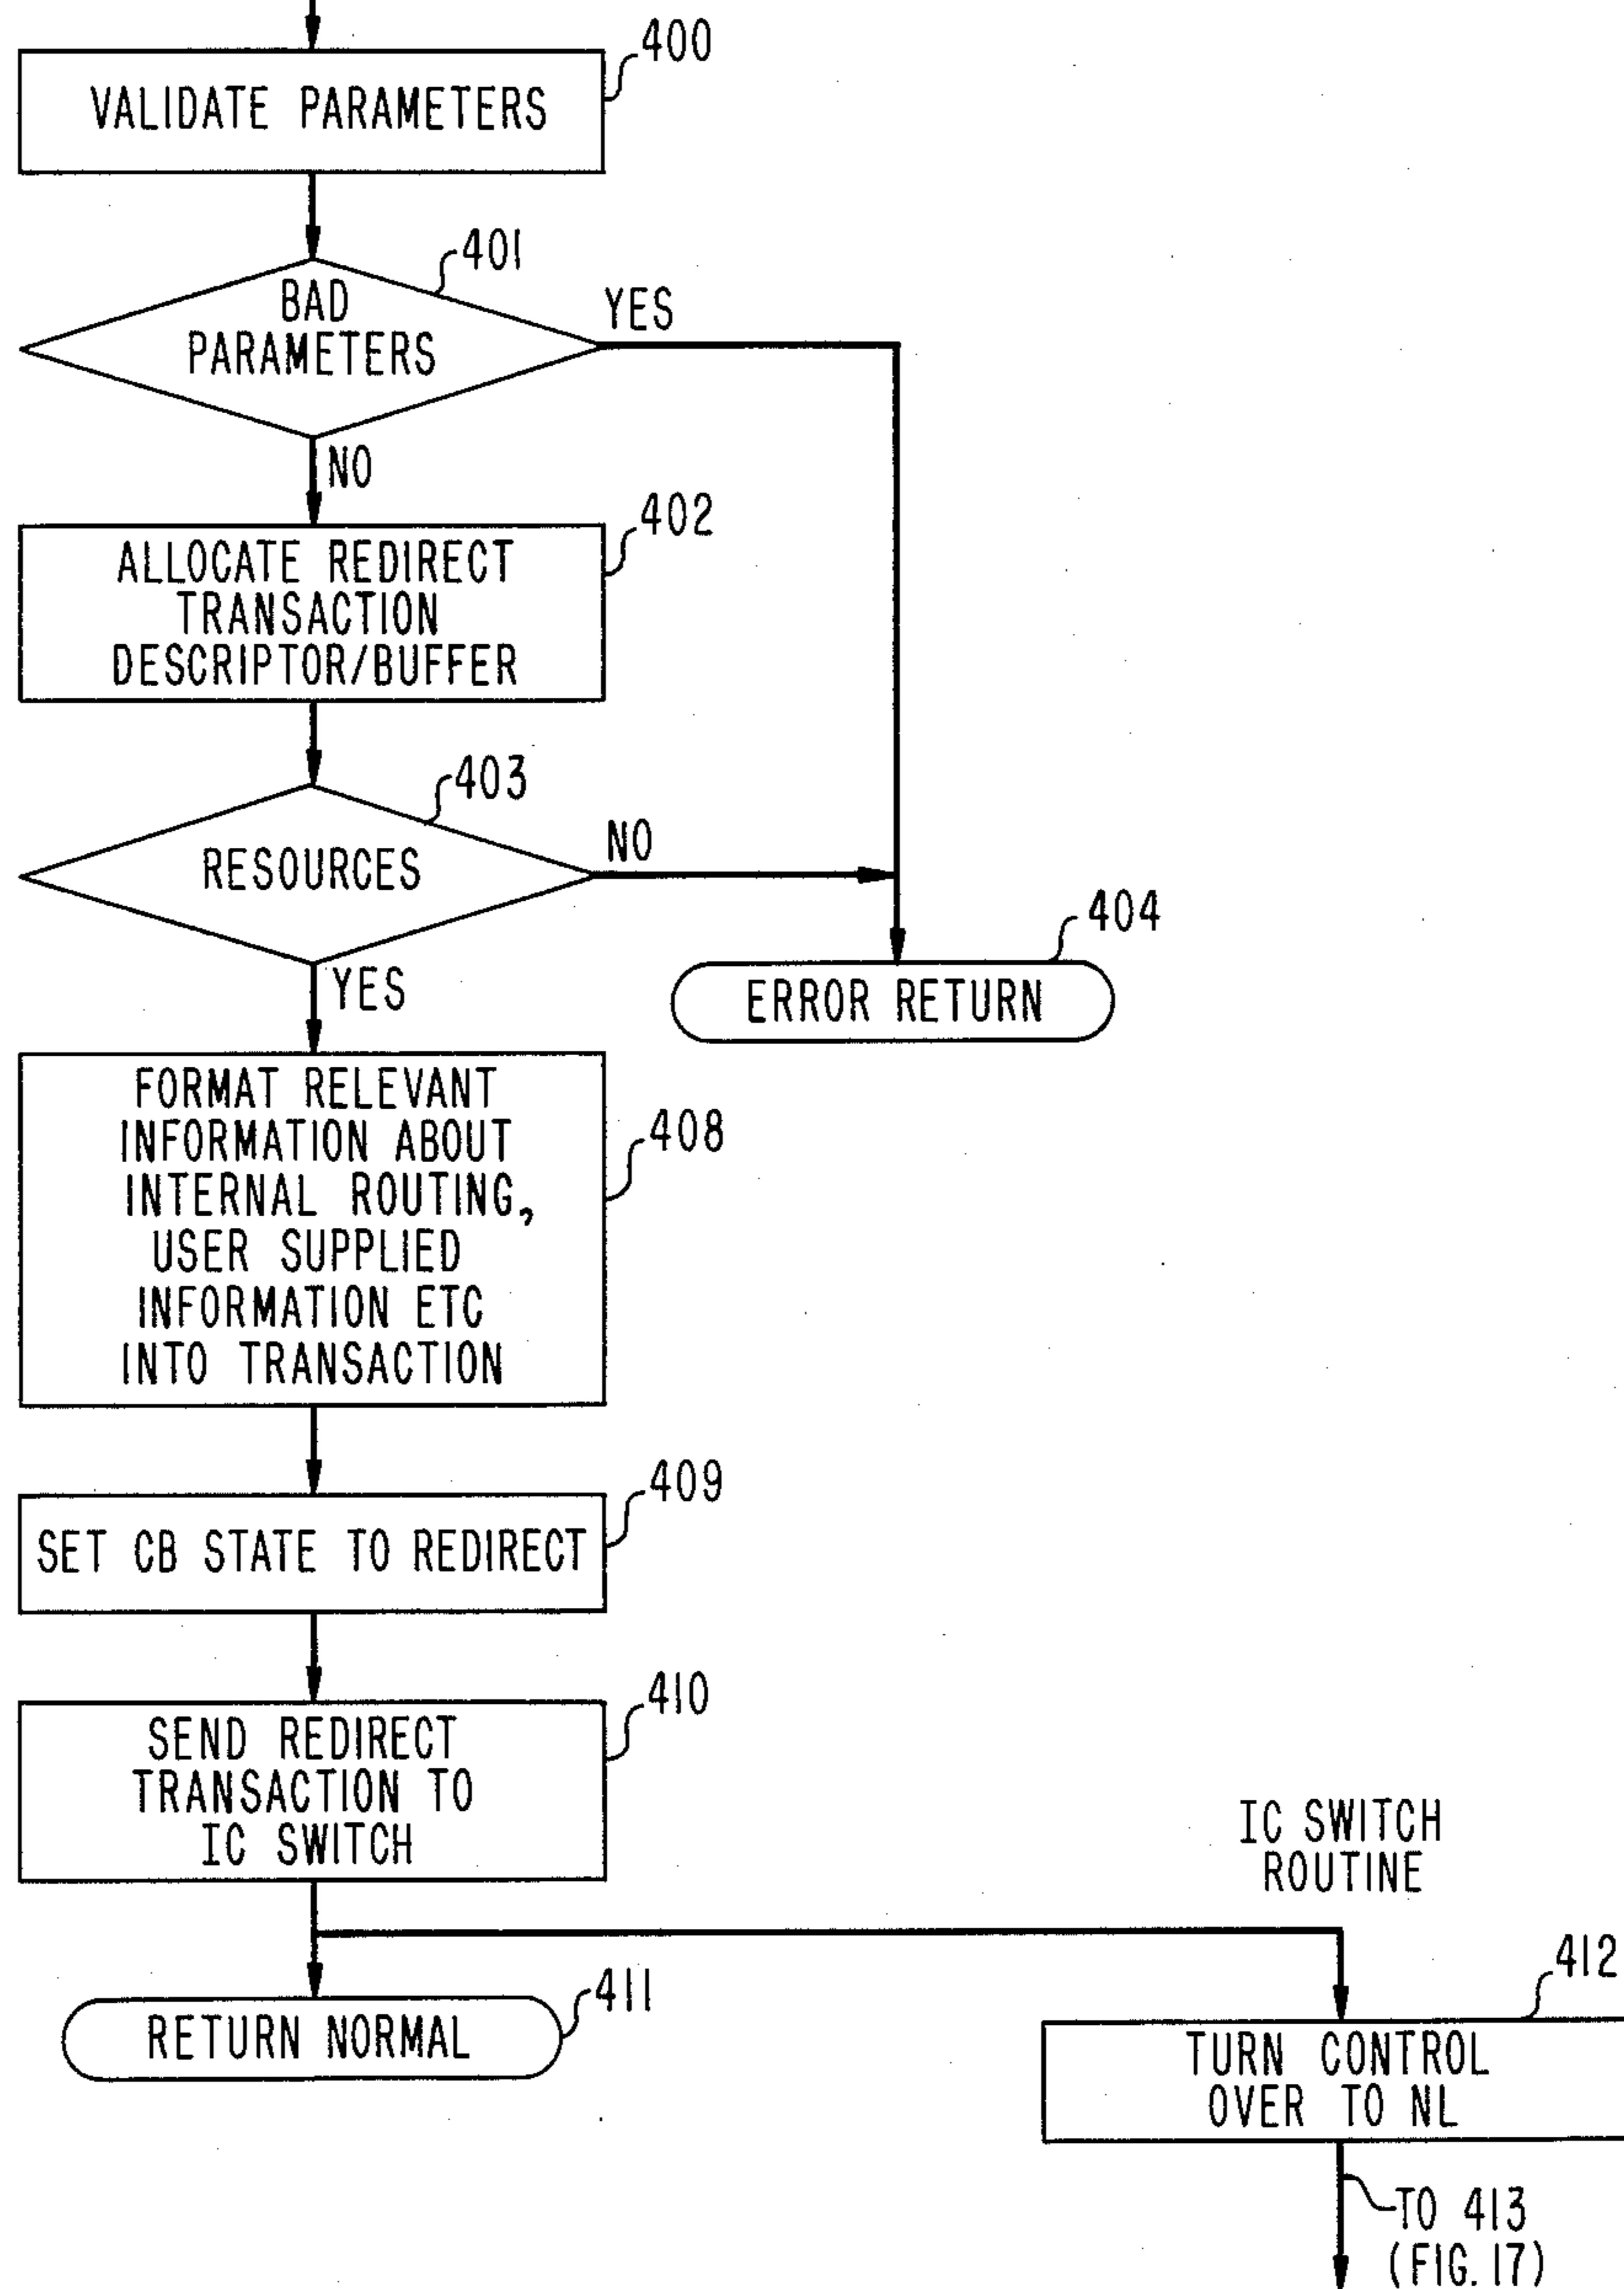 400
VALIDATE PARAMETERS
401
BAD
PARAMETERS
YES
NO
402
ALLOCATE REDIRECT
TRANSACTION
DESCRIPTOR/BUFFER
403
RESOURCES
NO
404
ERROR RETURN
YES
FORMAT RELEVANT
INFORMATION ABOUT
INTERNAL ROUTING,
USER SUPPLIED
INFORMATION ETC
INTO TRANSACTION
408
409
SET CB STATE TO REDIRECT
410
SEND REDIRECT
TRANSACTION TO
IC SWITCH
IC SWITCH
ROUTINE
411
RETURN NORMAL
412
TURN CONTROL
OVER TO NL
TO 413
(FIG. 17)